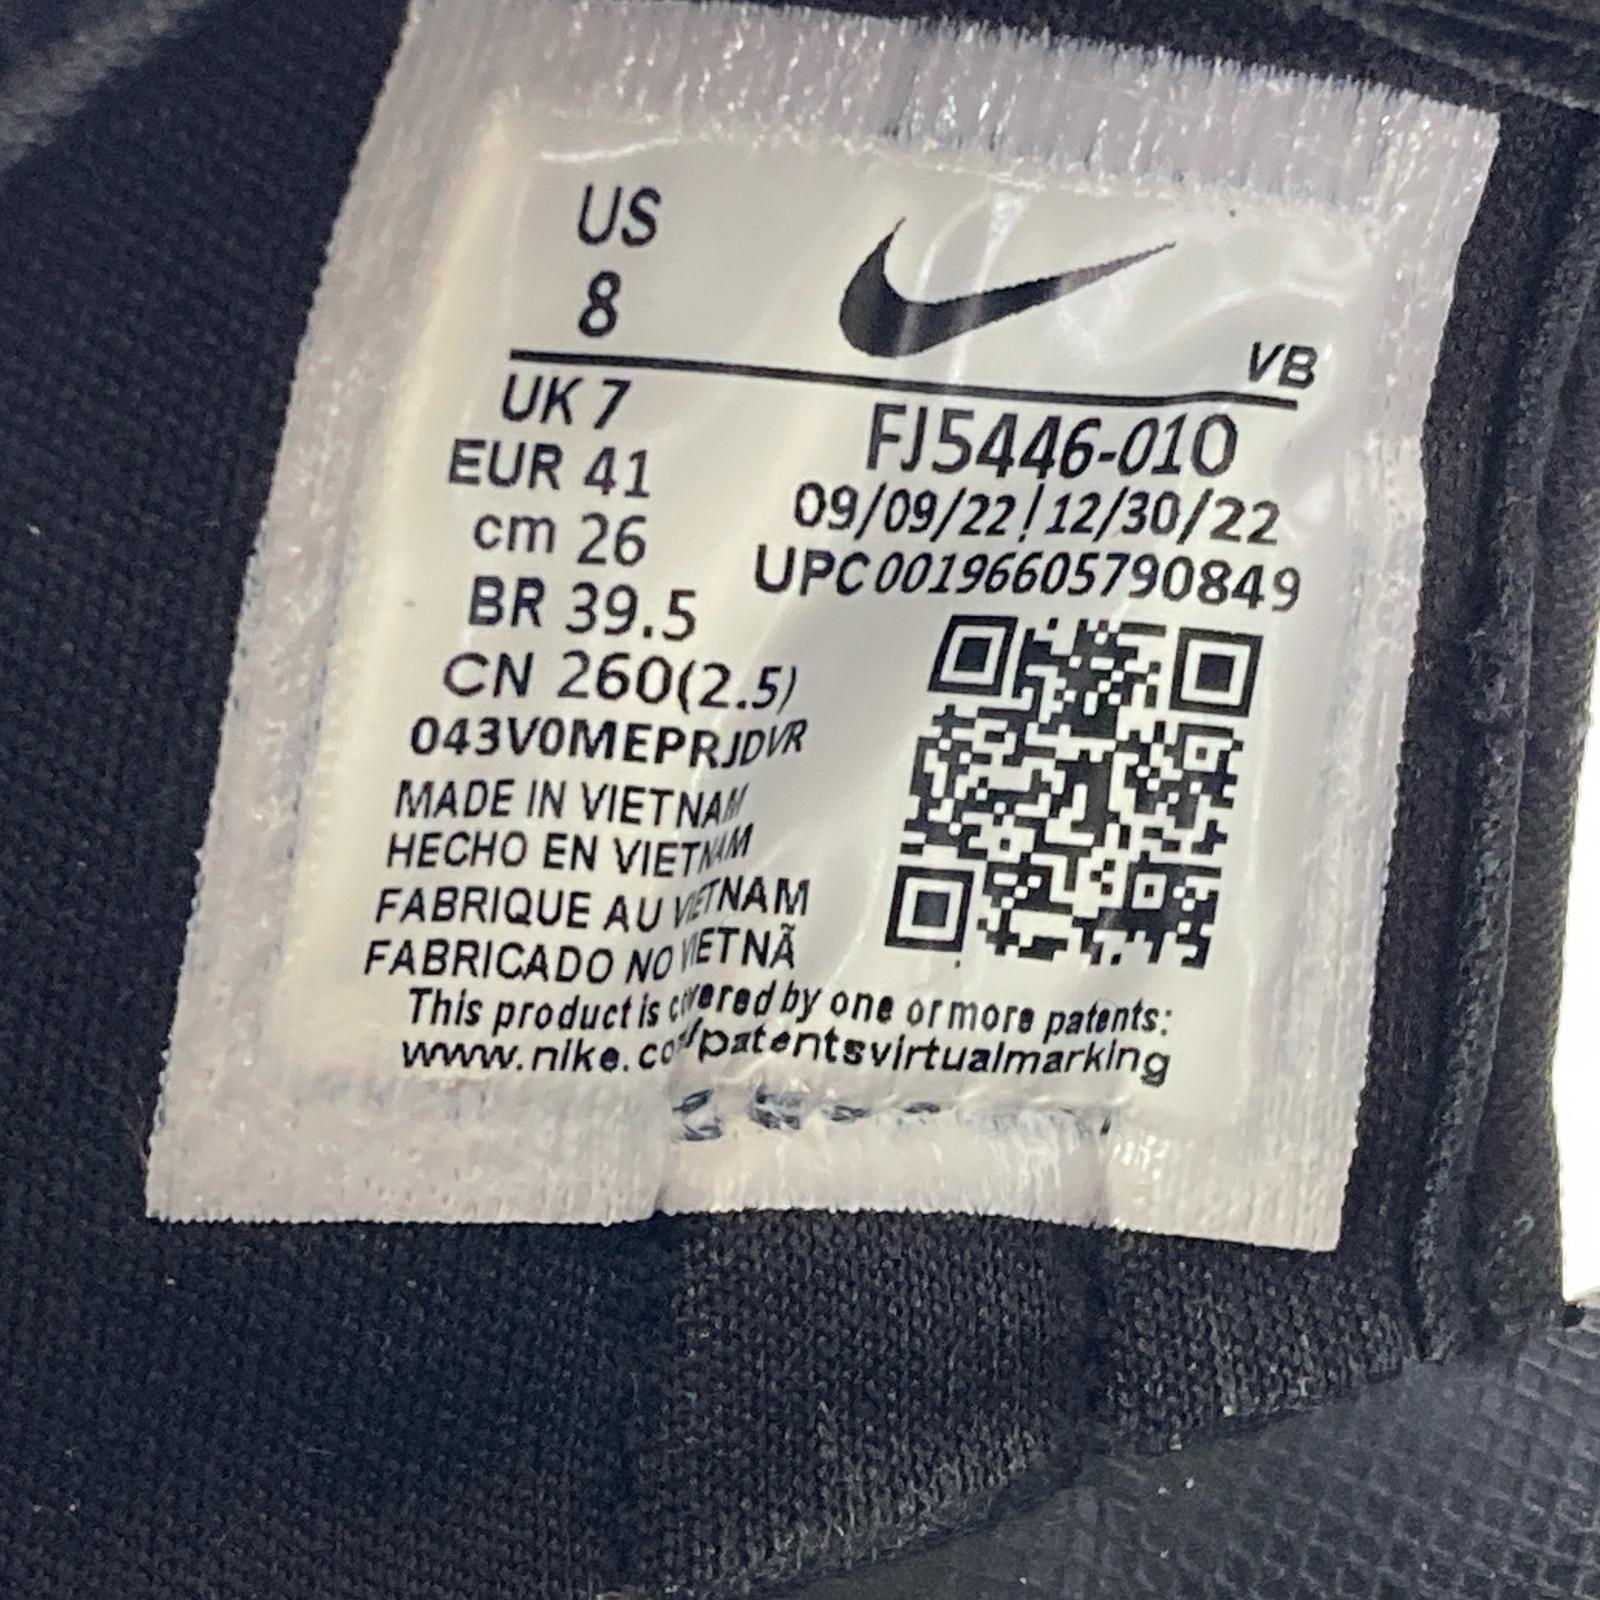 US
8
VB
UK 7
EUR 41
cm 26
BR 39.5
CN 260(2.5)
043V0MEPRJDVR
FJ5446-010
09/09/22 | 12/30/22
UPC00196605790849
MADE IN VIETNAM
HECHO EN VIETNAM
FABRIQUE AU VIETNAM
FABRICADO NO VIETNÃ
This product is covered by one or more patents:
www.nike.com/patentsvirtualmarking